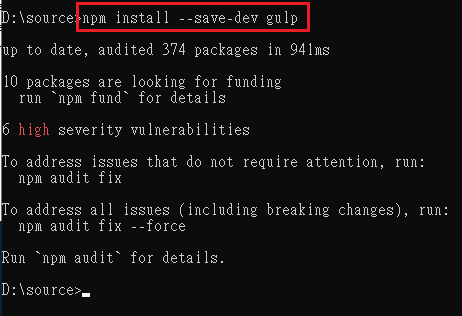 D:\source>npm install --save-dev gulp
up to date, audited 374 packages in 941ms
10 packages are looking for funding
run `npm fund` for details
6 high severity vulnerabilities
To address issues that do not require attention, run:
npm audit fix
To address all issues (including breaking changes), run:
npm audit fix --force
Run `npm audit` for details.
D:\source>